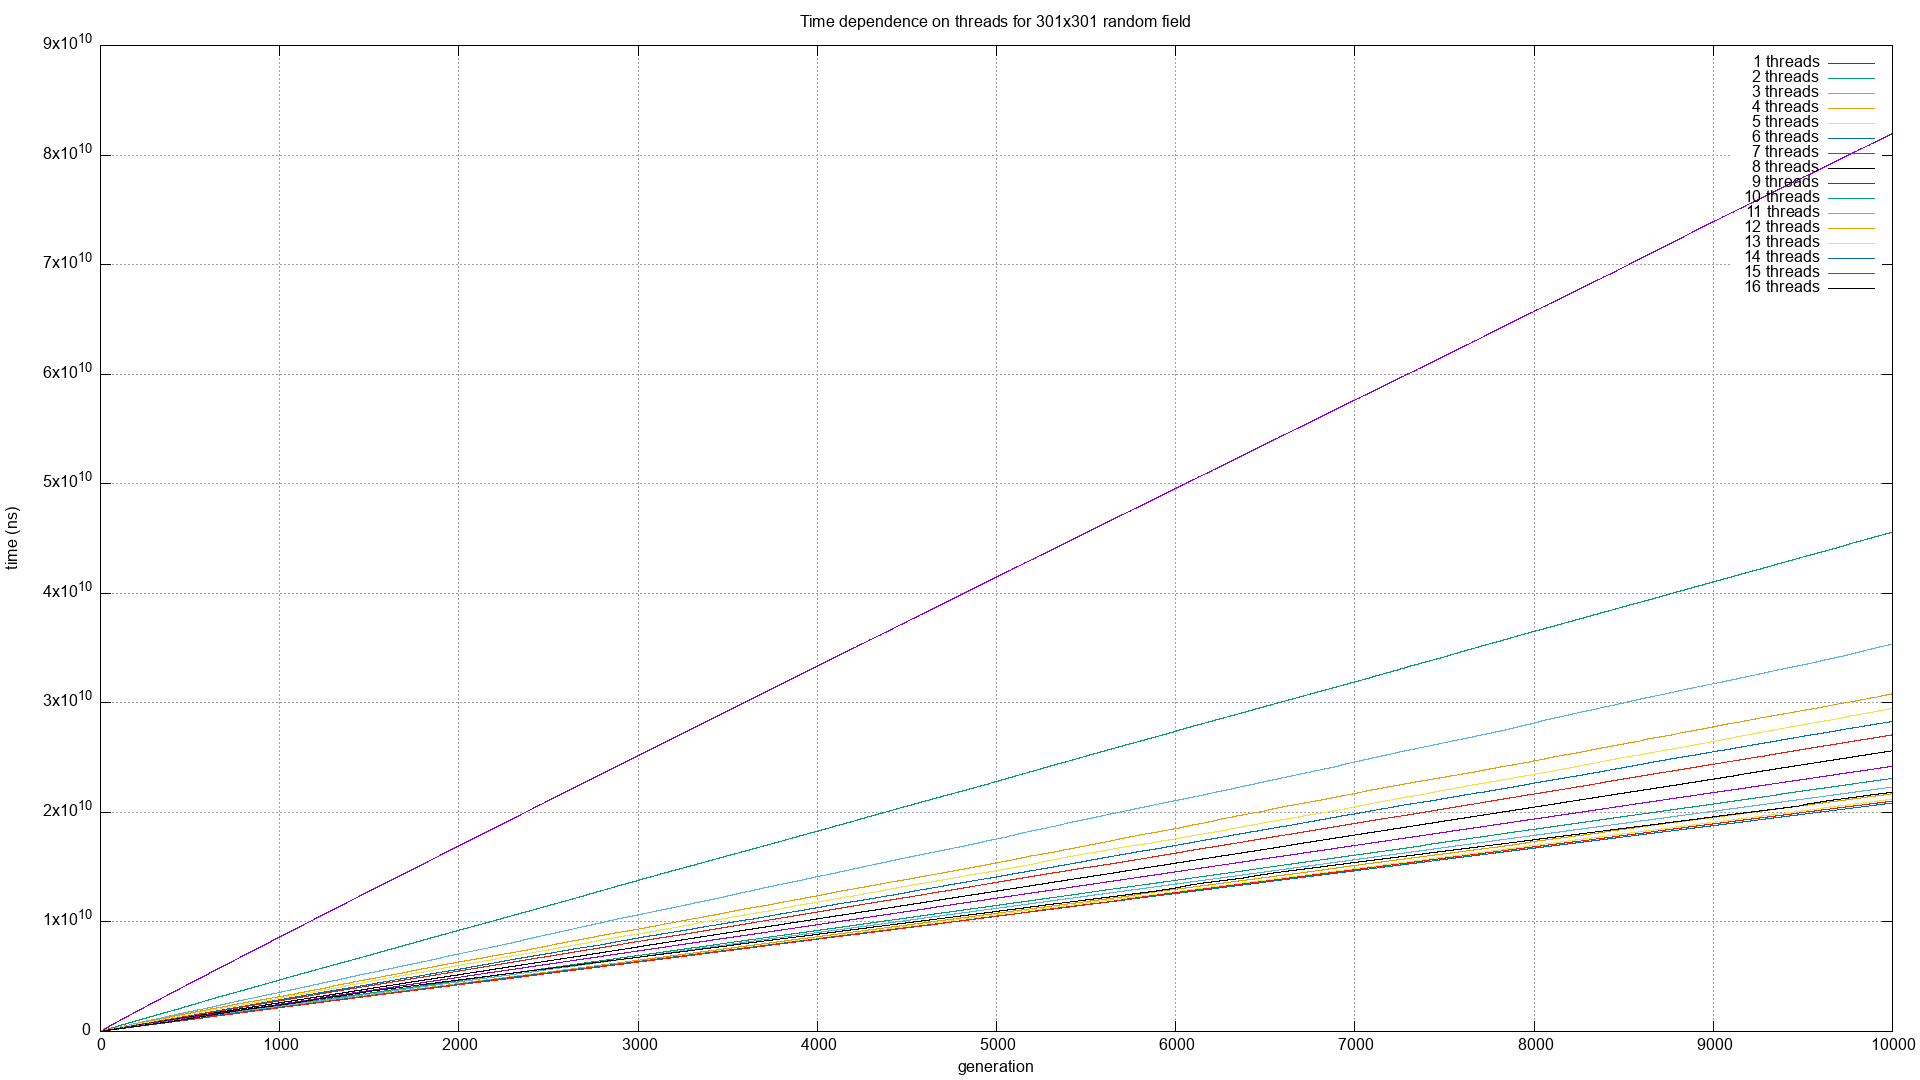 Time dependence on threads for 301x301 random field
9x10^10
8x10^10
7x10^10
6x10^10
5x10^10
4x10^10
3x10^10
2x10^10
1x10^10
0
time (ns)
1 threads
2 threads
3 threads
4 threads
5 threads
6 threads
7 threads
8 threads
9 threads
10 threads
11 threads
12 threads
13 threads
14 threads
15 threads
16 threads
0 1000 2000 3000 4000 5000 6000 7000 8000 9000 10000
generation